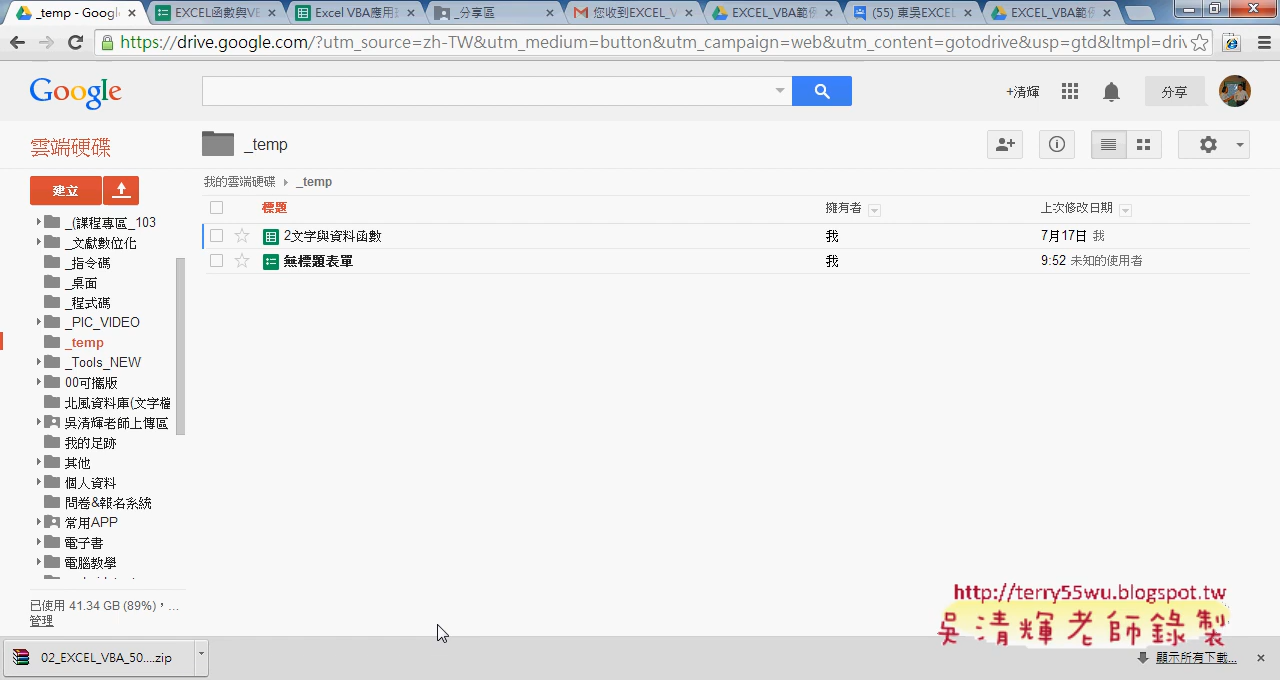 _temp - Googl
EXCEL函數與VB
Excel VBA應用
_分享區
您收到EXCEL_V
EXCEL_VBA範
(55) 東吳EXCEL
EXCEL_VBA範
https://drive.google.com/?utm_source=zh-TW&utm_medium=button&utm_campaign=web&utm_content=gotodrive&usp=gtd&ltmpl=driv
Google
+清輝
分享
雲端硬碟
_temp
建立
我的雲端硬碟 ▸ _temp
標題 擁有者 上次修改日期
2文字與資料函數 我 7月17日 我
無標題表單 我 9:52 未知的使用者
_(課程專區_103
_文獻數位化
_指令碼
_桌面
_程式碼
_PIC_VIDEO
_temp
_Tools_NEW
00可攜版
北風資料庫(文字檔
吳清輝老師上傳區
我的足跡
其他
個人資料
問卷&報名系統
常用APP
電子書
電腦教學
已使用 41.34 GB (89%)，...
管理
http://terry55wu.blogspot.tw
吳清輝老師錄製
02_EXCEL_VBA_50....zip
顯示所有下載...